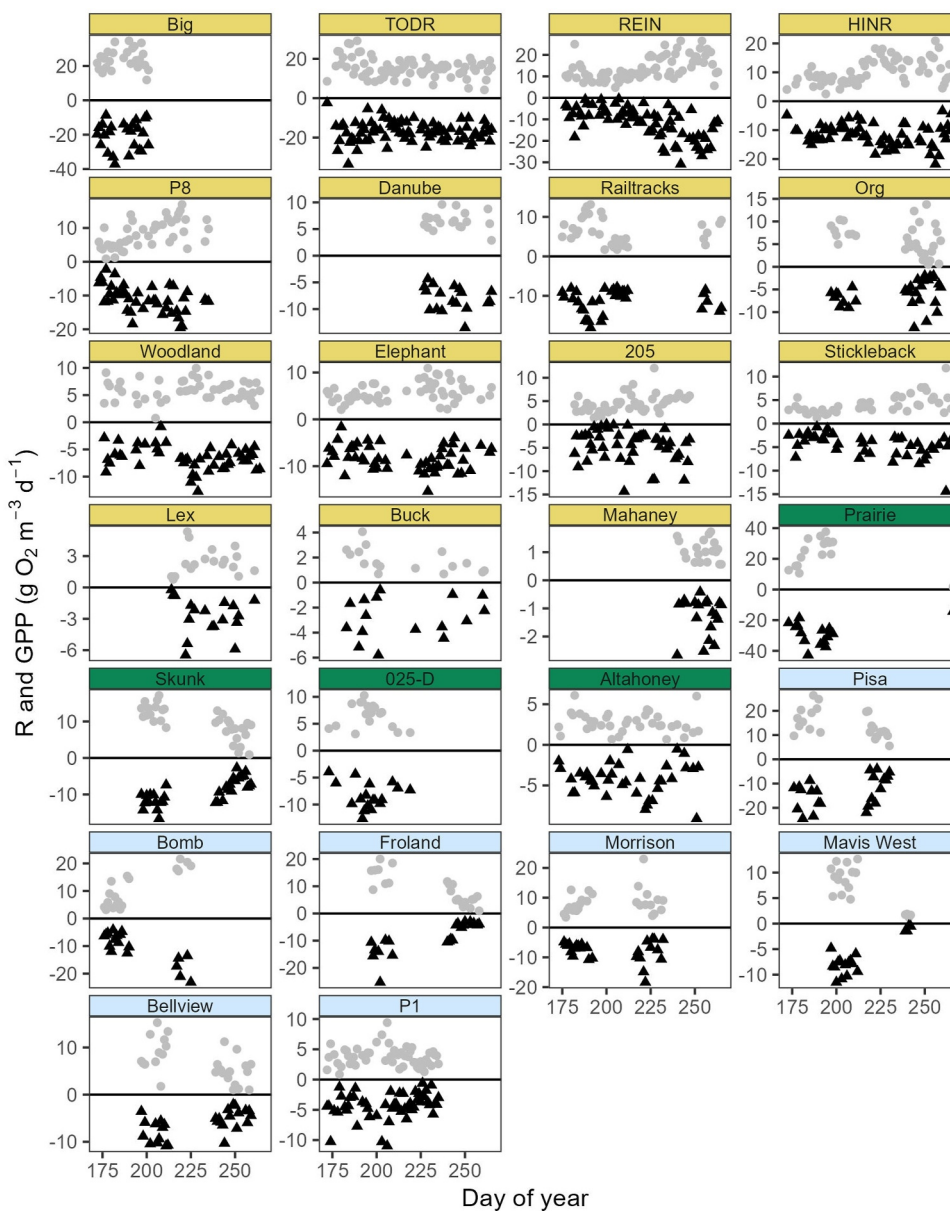 Big TODR REIN HINR
20 0 -20 -40
20 0 -20
30 20 10 0 -10 -20 -30
20 10 0 -10 -20
P8 Danube Railtracks Org
10 0 -10 -20
10 5 0 -5 -10
10 0 -10
15 10 5 0 -5 -10
Woodland Elephant 205 Stickleback
10 5 0 -5 -10
10 0 -10
10 5 0 -5 -10 -15
10 5 0 -5 -10 -15
Lex Buck Mahaney Prairie
3 0 -3 -6
4 2 0 -2 -4 -6
1 0 -1 -2
40 20 0 -20 -40
Skunk 025-D Altahoney Pisa
10 0 -10
10 5 0 -5 -10
5 0 -5
20 10 0 -10 -20
Bomb Froland Morrison Mavis West
20 10 0 -10 -20
20 10 0 -10 -20
20 10 0 -10 -20
10 5 0 -5 -10
Bellview P1
10 0 -10
10 5 0 -5 -10
175 200 225 250
175 200 225 250
175 200 225 250
175 200 225 250
R and GPP (g O₂ m⁻³ d⁻¹)
Day of year